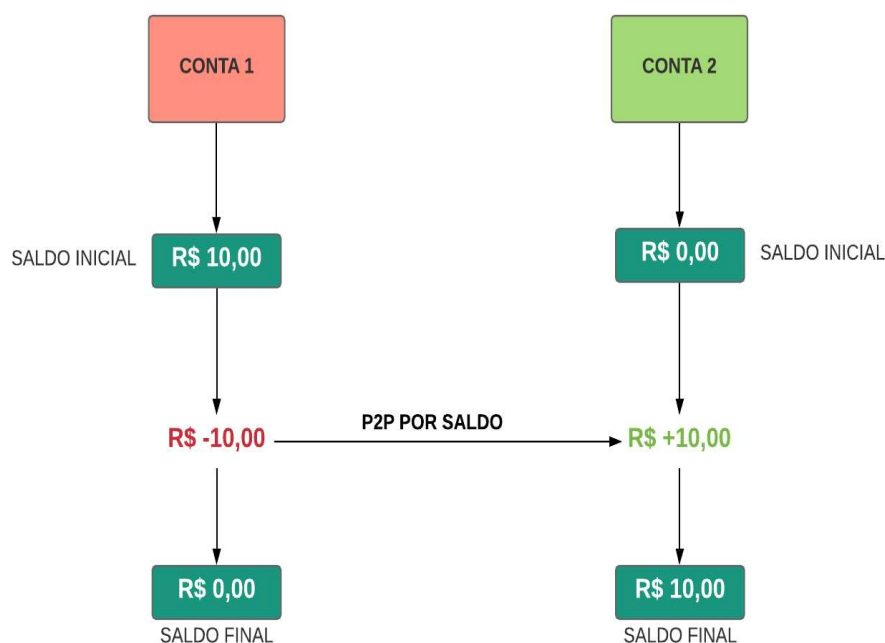 CONTA 1
CONTA 2
SALDO INICIAL
R$ 10,00
R$ 0,00
SALDO INICIAL
P2P POR SALDO
R$ -10,00
R$ +10,00
R$ 0,00
R$ 10,00
SALDO FINAL
SALDO FINAL